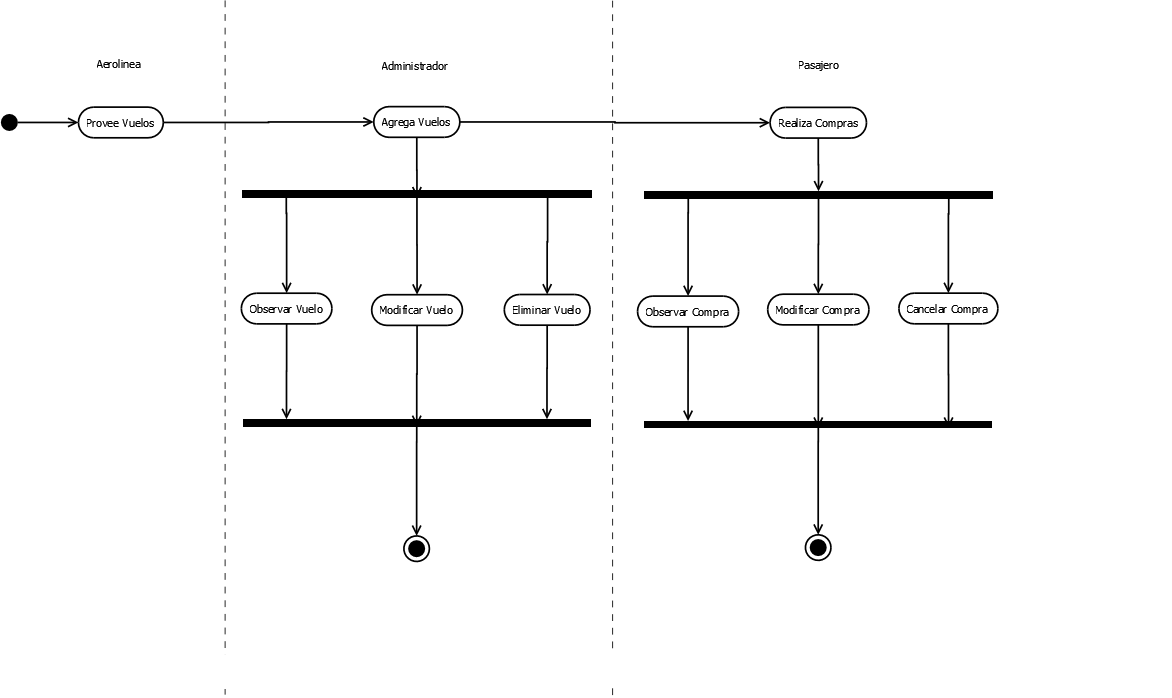 Aerolinea
Administrador
Pasajero
Provee Vuelos
Agrega Vuelos
Realiza Compras
Observar Vuelo
Modificar Vuelo
Eliminar Vuelo
Observar Compra
Modificar Compra
Cancelar Compra